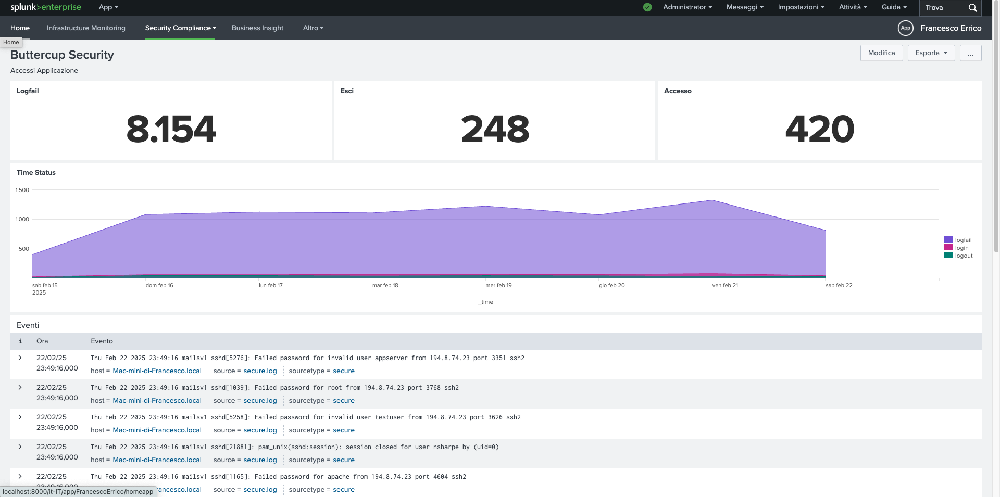 splunk>enterprise App Administrator Messaggi Impostazioni Attività Guida Trova
Home Infrastructure Monitoring Security Compliance Business Insight Altro App Francesco Errico
Home
Buttercup Security Modifica Esporta ...
Accessi Applicazione
Logfail Esci Accesso
8.154 248 420
Time Status
1.500
1.000
500
logfail
login
logout
sab feb 15 dom feb 16 lun feb 17 mar feb 18 mer feb 19 gio feb 20 ven feb 21 sab feb 22
2025
_time
Eventi
i Ora Evento
22/02/25 Thu Feb 22 2025 23:49:16 mailsv1 sshd[5276]: Failed password for invalid user appserver from 194.8.74.23 port 3351 ssh2
23:49:16,000 host = Mac-mini-di-Francesco.local source = secure.log sourcetype = secure
22/02/25 Thu Feb 22 2025 23:49:16 mailsv1 sshd[1039]: Failed password for root from 194.8.74.23 port 3768 ssh2
23:49:16,000 host = Mac-mini-di-Francesco.local source = secure.log sourcetype = secure
22/02/25 Thu Feb 22 2025 23:49:16 mailsv1 sshd[5258]: Failed password for invalid user testuser from 194.8.74.23 port 3626 ssh2
23:49:16,000 host = Mac-mini-di-Francesco.local source = secure.log sourcetype = secure
22/02/25 Thu Feb 22 2025 23:49:16 mailsv1 sshd[21881]: pam_unix(sshd:session): session closed for user nsharpe by (uid=0)
23:49:16,000 host = Mac-mini-di-Francesco.local source = secure.log sourcetype = secure
22/02/25 Thu Feb 22 2025 23:49:16 mailsv1 sshd[1165]: Failed password for apache from 194.8.74.23 port 4604 ssh2
rancesco.local source = secure.log sourcetype = secure
localhost:8000/it-IT/app/FrancescoErrico/homeapp